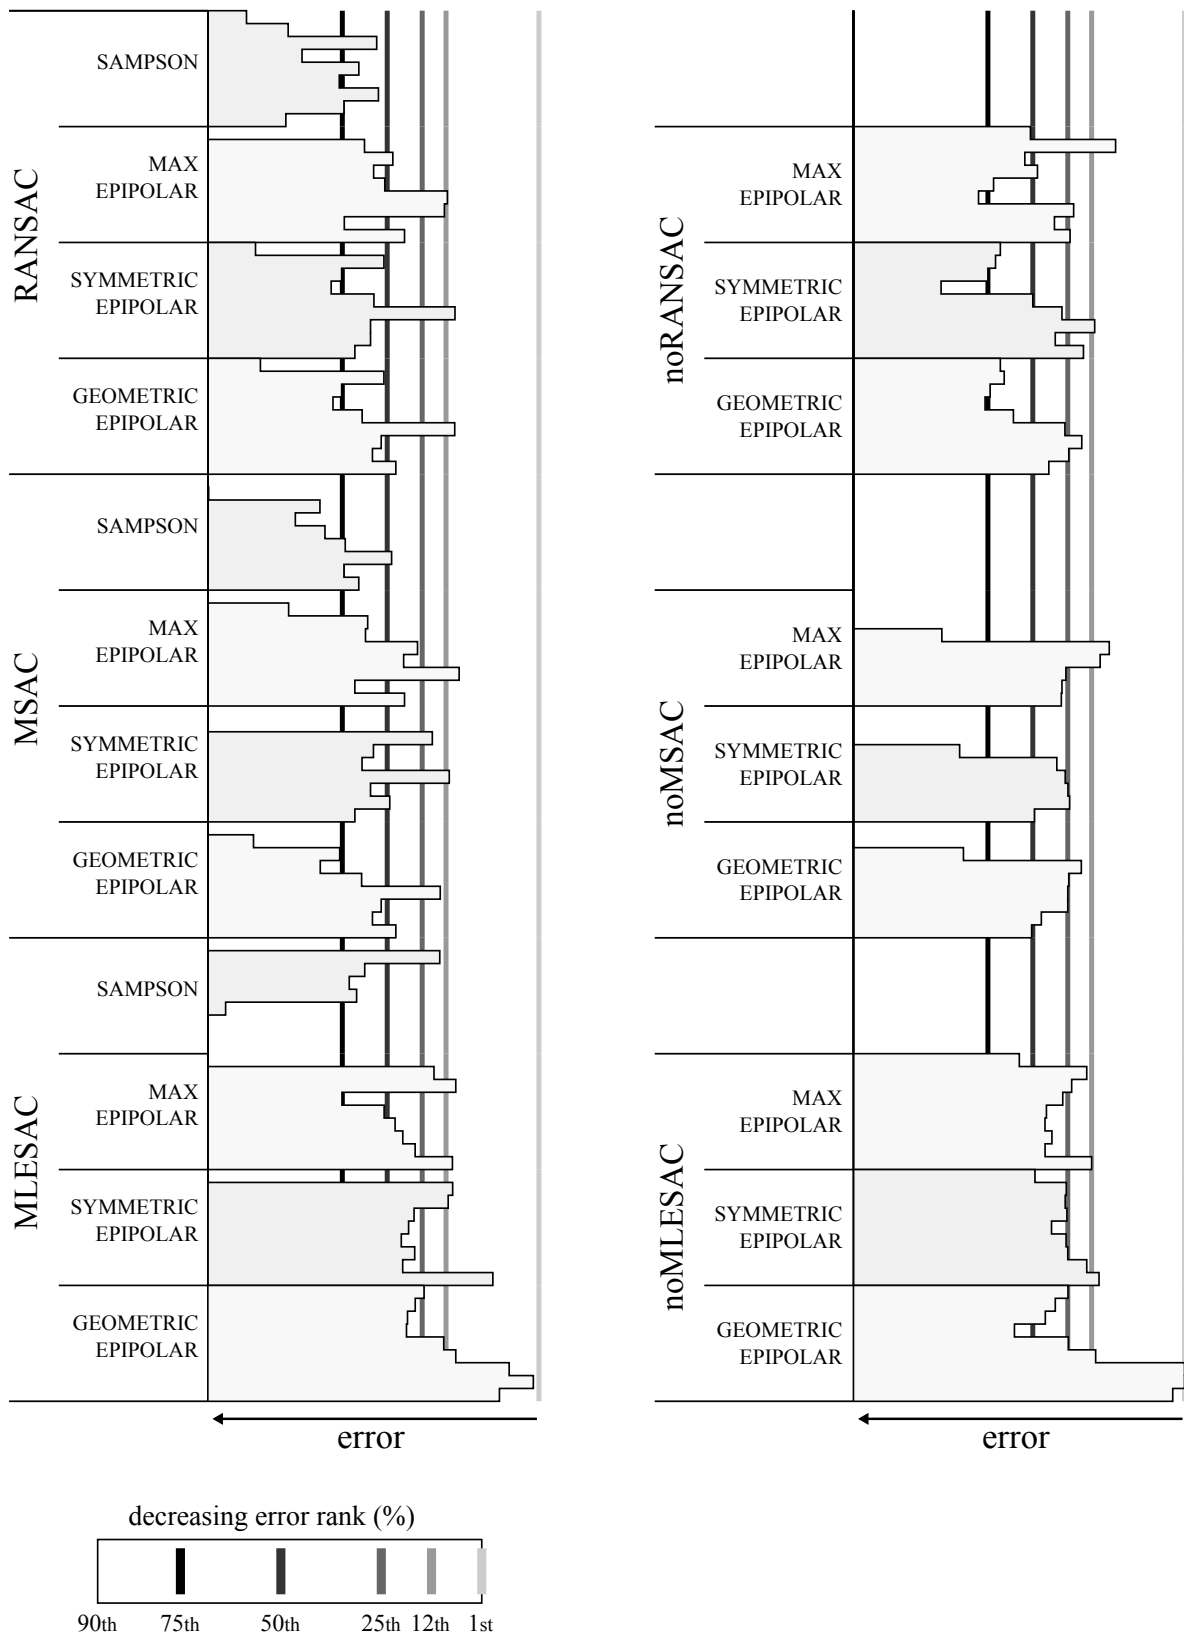 RANSAC
SAMPSON
MAX
EPIPOLAR
SYMMETRIC
EPIPOLAR
GEOMETRIC
EPIPOLAR
MSAC
SAMPSON
MAX
EPIPOLAR
SYMMETRIC
EPIPOLAR
GEOMETRIC
EPIPOLAR
MLESAC
SAMPSON
MAX
EPIPOLAR
SYMMETRIC
EPIPOLAR
GEOMETRIC
EPIPOLAR
error
noRANSAC
MAX
EPIPOLAR
SYMMETRIC
EPIPOLAR
GEOMETRIC
EPIPOLAR
noMSAC
MAX
EPIPOLAR
SYMMETRIC
EPIPOLAR
GEOMETRIC
EPIPOLAR
noMLESAC
MAX
EPIPOLAR
SYMMETRIC
EPIPOLAR
GEOMETRIC
EPIPOLAR
error
decreasing error rank (%)
90th 75th 50th 25th 12th 1st